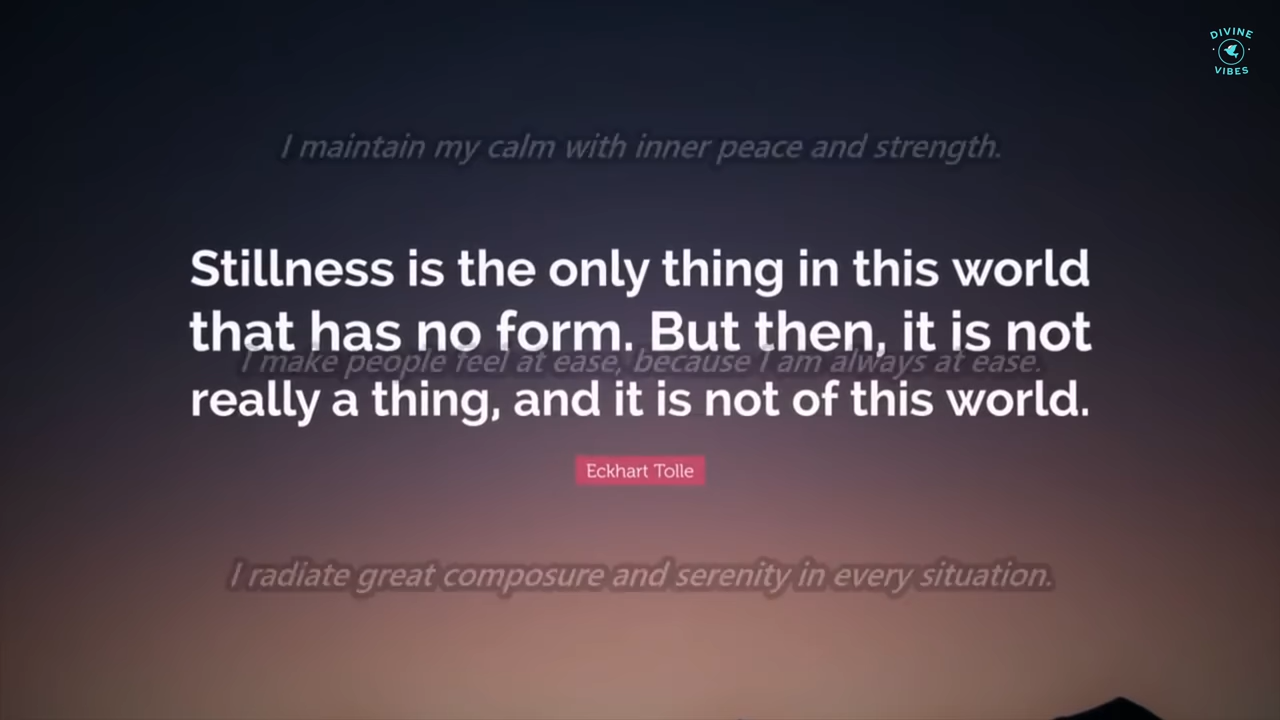 DIVINE
VIBES
I maintain my calm with inner peace and strength.
Stillness is the only thing in this world
that has no form. But then, it is not
I make people feel at ease, because I am always at ease.
really a thing, and it is not of this world.
Eckhart Tolle
I radiate great composure and serenity in every situation.